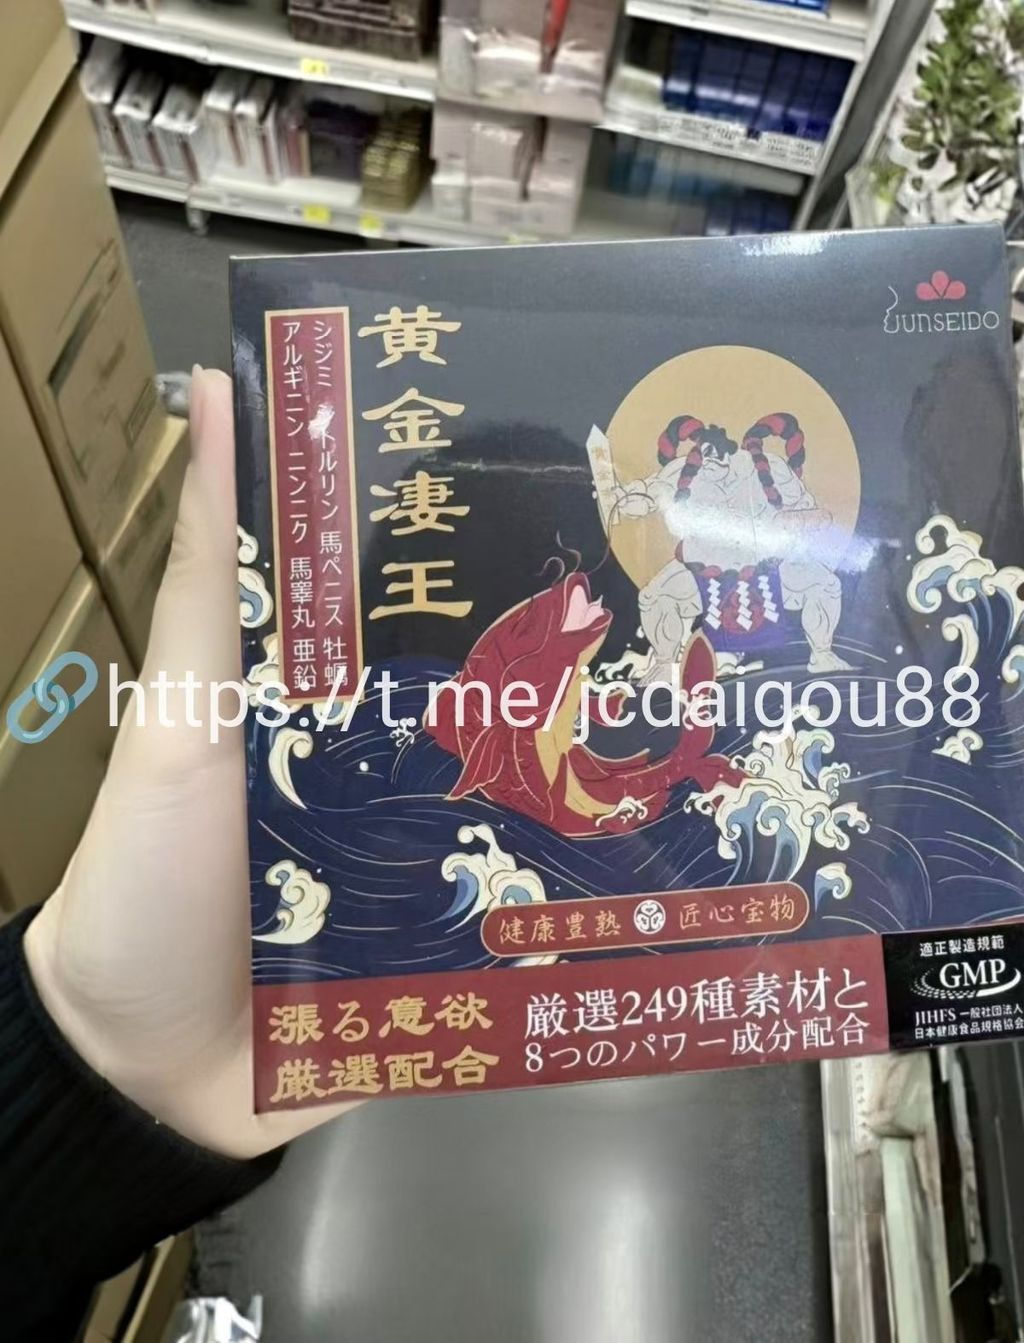 JUNSEIDO
黄金凄王
シジミ シトルリン 馬ペニス 牡蠣
アルギニン ニンニク 馬睾丸 亜鉛
https://t.me/jcdaigou88
健康豊熟 匠心宝物
漲る意欲
厳選配合
厳選249種素材と
8つのパワー成分配合
適正製造規範
GMP
JIHFS 一般社団法人
日本健康食品規格協会